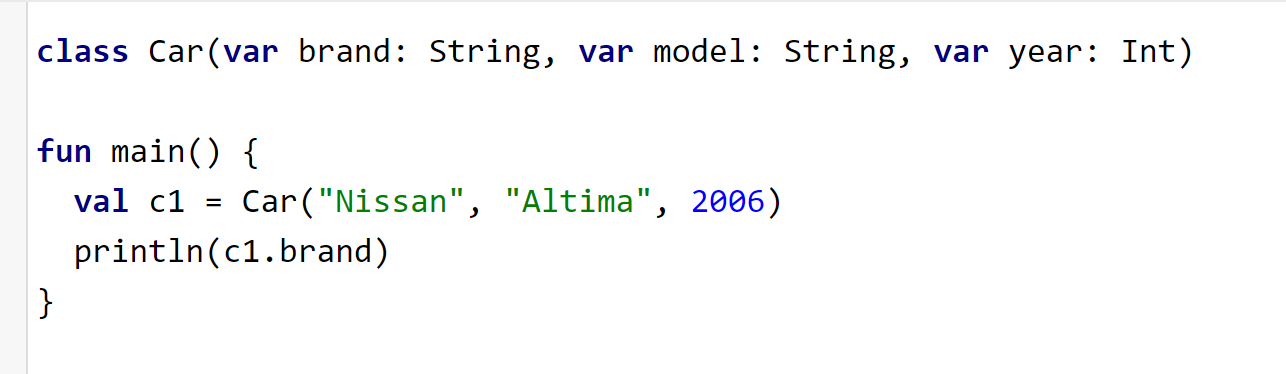 class Car(var brand: String, var model: String, var year: Int)
fun main() {
  val c1 = Car("Nissan", "Altima", 2006)
  println(c1.brand)
}